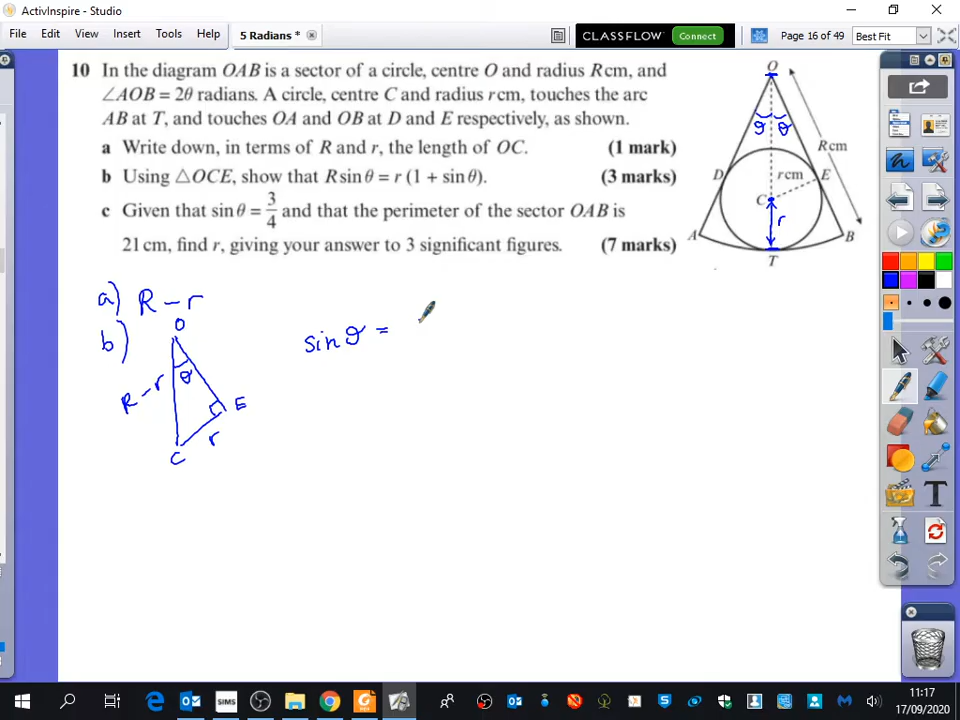 ActivInspire - Studio
File Edit View Insert Tools Help
5 Radians *
CLASSFLOW Connect
Page 16 of 49
Best Fit
10 In the diagram OAB is a sector of a circle, centre O and radius R cm, and
∠AOB = 2θ radians. A circle, centre C and radius r cm, touches the arc
AB at T, and touches OA and OB at D and E respectively, as shown.
a Write down, in terms of R and r, the length of OC. (1 mark)
b Using △OCE, show that R sin θ = r (1 + sin θ). (3 marks)
c Given that sin θ = 3/4 and that the perimeter of the sector OAB is
21 cm, find r, giving your answer to 3 significant figures. (7 marks)
O
θ θ
R cm
D
r cm
E
C
r
A
B
T
a) R - r
b)
O
θ
R - r
E
r
C
sin θ =
SIMS
11:17
17/09/2020